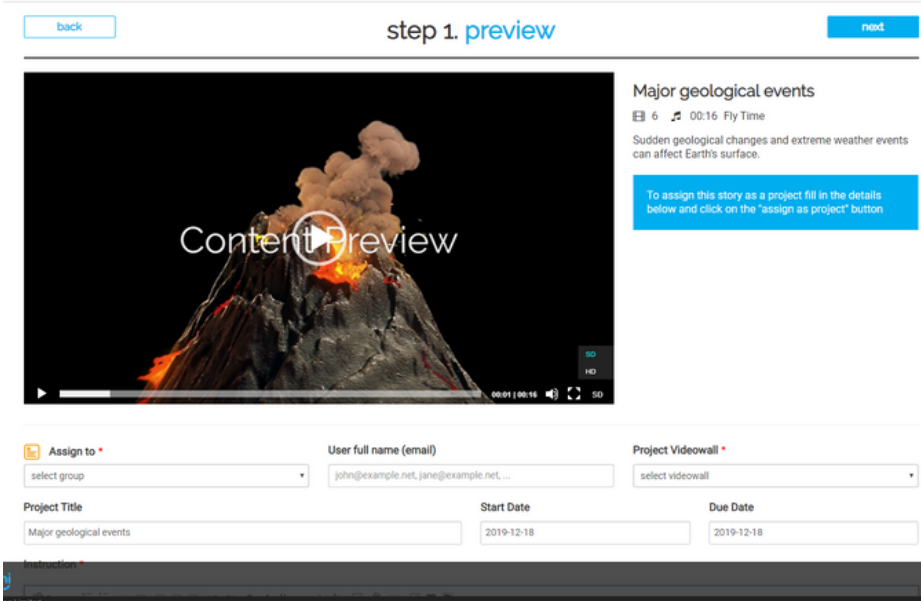 back
step 1. preview
next
Major geological events
6 00:16 Fly Time
Sudden geological changes and extreme weather events
can affect Earth's surface.
To assign this story as a project fill in the details
below and click on the "assign as project" button
Content Preview
SD
HD
00:01 | 00:16 SD
Assign to *
User full name (email)
Project Videowall *
select group
john@example.net, jane@example.net, ...
select videowall
Project Title
Start Date
Due Date
Major geological events
2019-12-18
2019-12-18
Instruction *